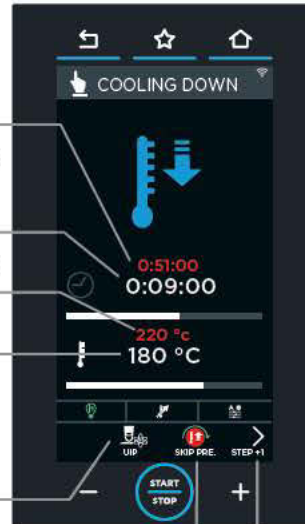 COOLING DOWN
0:51:00
0:09:00
220 °c
180 °C
UIP
SKIP PRE.
STEP +1
START
STOP